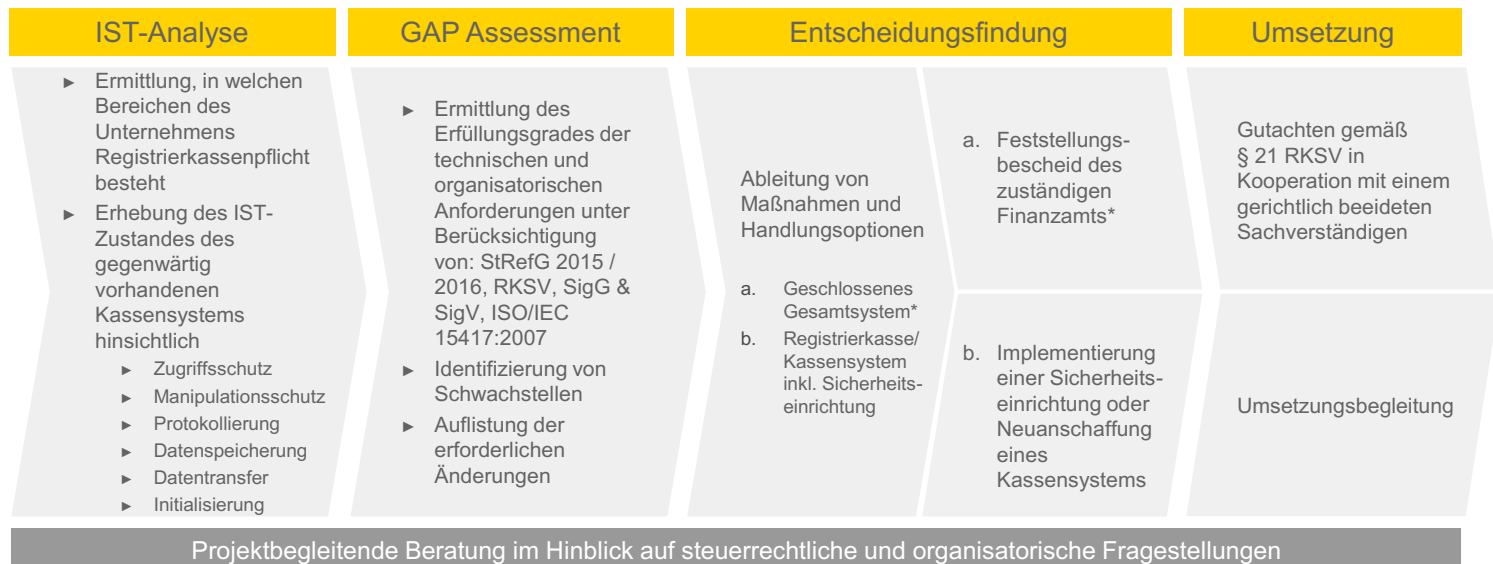 IST-Analyse
► Ermittlung, in welchen
Bereichen des
Unternehmens
Registrierkassenpflicht
besteht
► Erhebung des IST-
Zustandes des
gegenwärtig
vorhandenen
Kassensystems
hinsichtlich
► Zugriffsschutz
► Manipulationsschutz
► Protokollierung
► Datenspeicherung
► Datentransfer
► Initialisierung
GAP Assessment
► Ermittlung des
Erfüllungsgrades der
technischen und
organisatorischen
Anforderungen unter
Berücksichtigung
von: StRefG 2015 /
2016, RKSV, SigG &
SigV, ISO/IEC
15417:2007
► Identifizierung von
Schwachstellen
► Auflistung der
erforderlichen
Änderungen
Entscheidungsfindung
Ableitung von
Maßnahmen und
Handlungsoptionen
a. Geschlossenes
Gesamtsystem*
b. Registrierkasse/
Kassensystem
inkl. Sicherheits-
einrichtung
a. Feststellungs-
bescheid des
zuständigen
Finanzamts*
b. Implementierung
einer Sicherheits-
einrichtung oder
Neuanschaffung
eines
Kassensystems
Umsetzung
Gutachten gemäß
§ 21 RKSV in
Kooperation mit einem
gerichtlich beeideten
Sachverständigen
Umsetzungsbegleitung
Projektbegleitende Beratung im Hinblick auf steuerrechtliche und organisatorische Fragestellungen